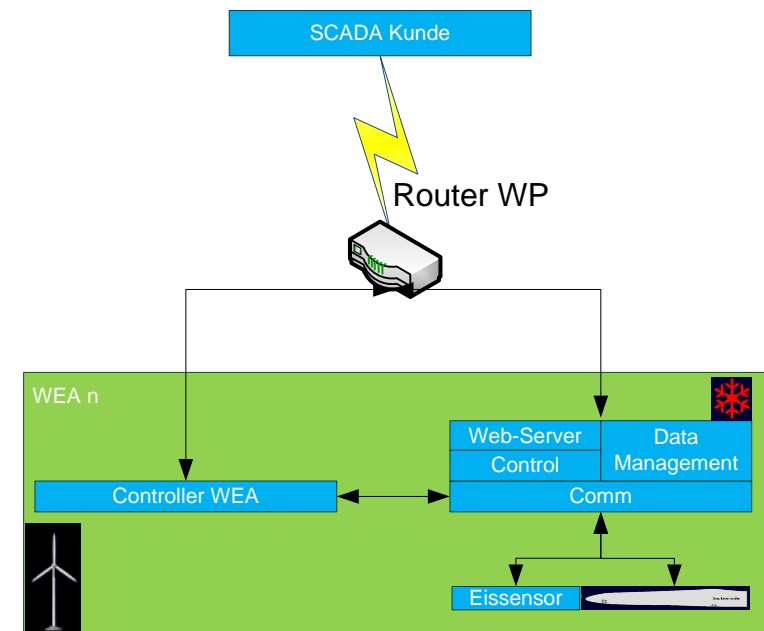 SCADA Kunde
Router WP
WEA n
Web-Server
Data
Management
Control
Controller WEA
Comm
Eissensor